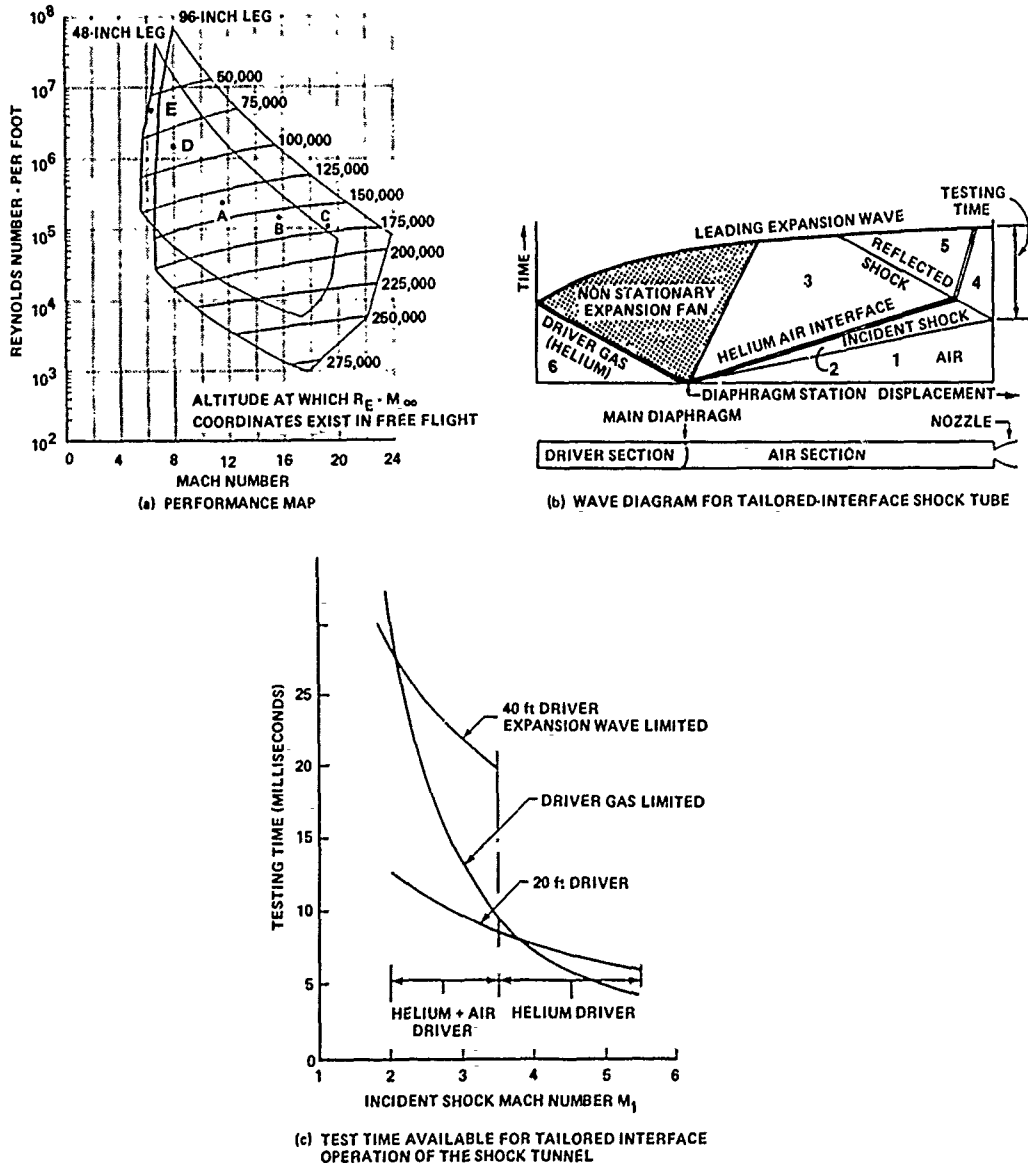 96-INCH LEG
48-INCH LEG
10^8
10^7
10^6
10^5
10^4
10^3
10^2
REYNOLDS NUMBER - PER FOOT
50,000
75,000
100,000
125,000
150,000
175,000
200,000
225,000
250,000
275,000
E
D
A
B
C
ALTITUDE AT WHICH R_E - M_∞
COORDINATES EXIST IN FREE FLIGHT
0 4 8 12 16 20 24
MACH NUMBER
(a) PERFORMANCE MAP
TESTING
TIME
LEADING EXPANSION WAVE
TIME
NON STATIONARY
EXPANSION FAN
DRIVER GAS
(HELIUM)
6
3
REFLECTED
SHOCK
5
4
HELIUM AIR INTERFACE
INCIDENT SHOCK
2
1
AIR
DIAPHRAGM STATION DISPLACEMENT
MAIN DIAPHRAGM
NOZZLE
DRIVER SECTION
AIR SECTION
(b) WAVE DIAGRAM FOR TAILORED-INTERFACE SHOCK TUBE
TESTING TIME (MILLISECONDS)
25
20
15
10
5
0
40 ft DRIVER
EXPANSION WAVE LIMITED
DRIVER GAS LIMITED
20 ft DRIVER
HELIUM + AIR
DRIVER
HELIUM DRIVER
1 2 3 4 5 6
INCIDENT SHOCK MACH NUMBER M_1
(c) TEST TIME AVAILABLE FOR TAILORED INTERFACE
OPERATION OF THE SHOCK TUNNEL